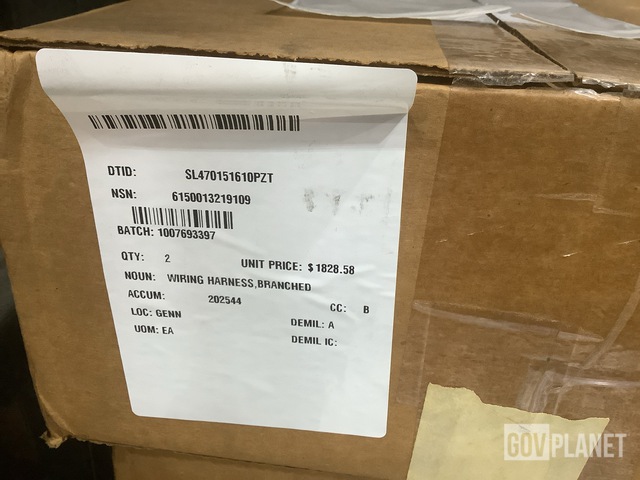 DTID: SL470151610PZT
NSN: 6150013219109
BATCH: 1007693397
QTY: 2 UNIT PRICE: $1828.58
NOUN: WIRING HARNESS,BRANCHED
ACCUM: 202544 CC: B
LOC: GENN DEMIL: A
UOM: EA DEMIL IC:
GOVPLANET